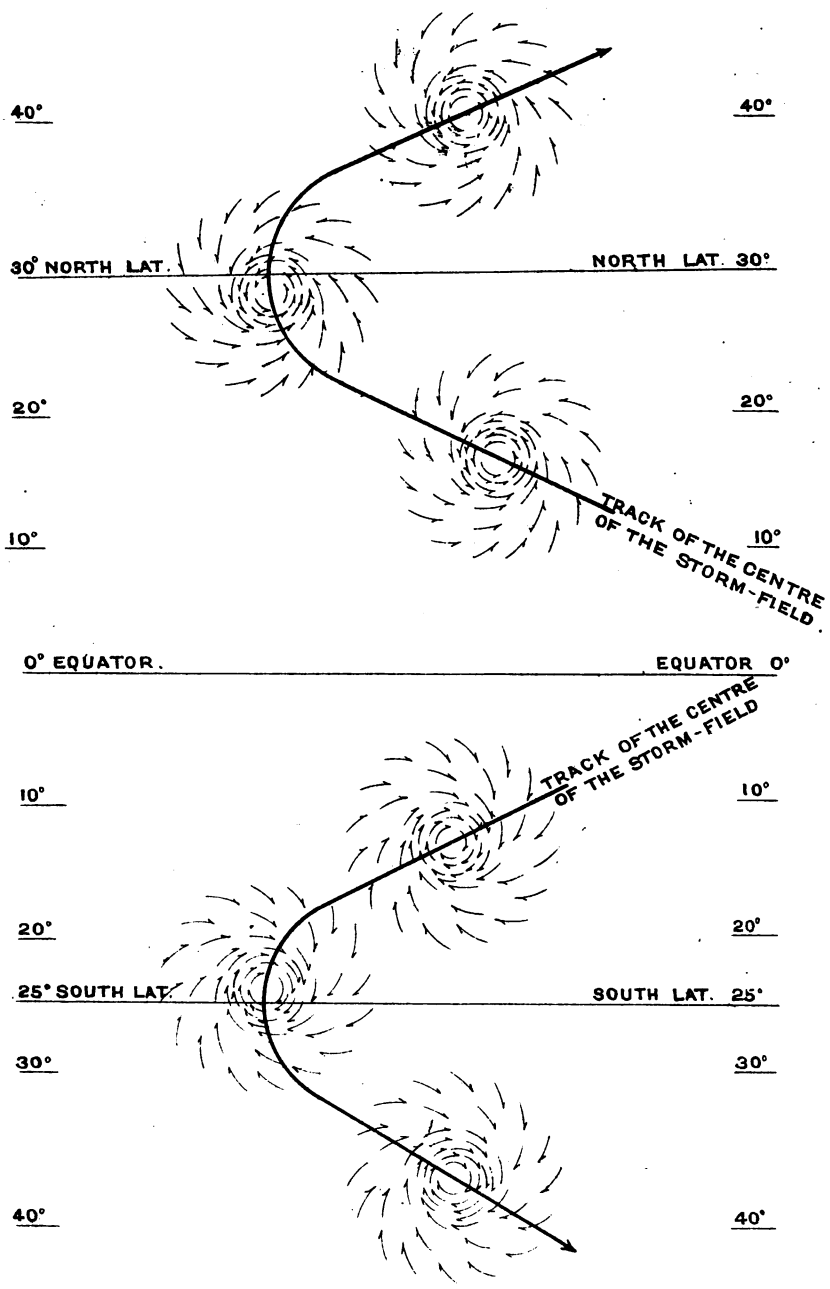 40° 40°
30° NORTH LAT. NORTH LAT. 30°
20° 20°
10° 10°
TRACK OF THE CENTRE
OF THE STORM-FIELD.
0° EQUATOR. EQUATOR 0°
TRACK OF THE CENTRE
OF THE STORM-FIELD
10° 10°
20° 20°
25° SOUTH LAT. SOUTH LAT. 25°
30° 30°
40° 40°